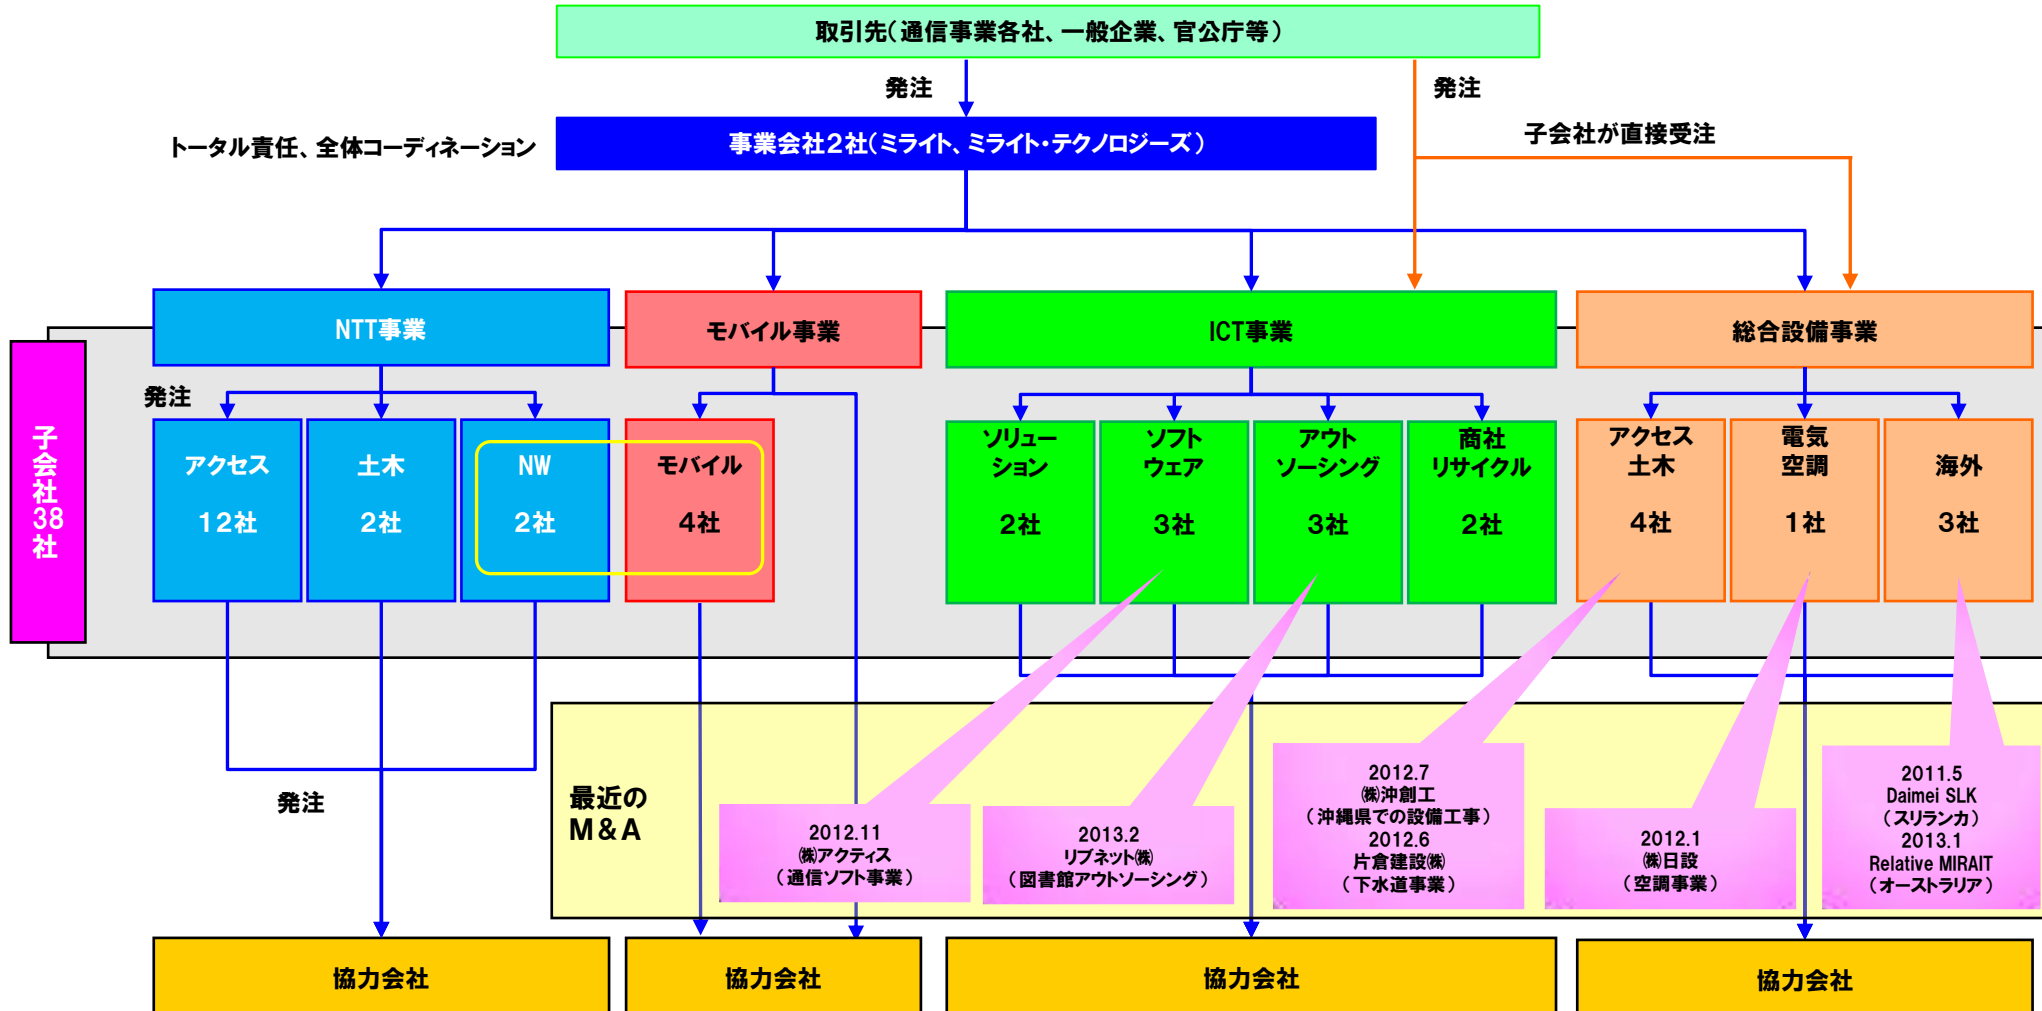 取引先（通信事業各社、一般企業、官公庁等）
発注
発注
トータル責任、全体コーディネーション
事業会社２社（ミライト、ミライト・テクノロジーズ）
子会社が直接受注
NTT事業
モバイル事業
ICT事業
総合設備事業
子会社38社
発注
アクセス
１２社
土木
２社
NW
２社
モバイル
４社
ソリュー
ション
２社
ソフト
ウェア
３社
アウト
ソーシング
３社
商社
リサイクル
２社
アクセス
土木
４社
電気
空調
１社
海外
３社
発注
最近の
Ｍ＆Ａ
2012.11
㈱アクティス
（通信ソフト事業）
2013.2
リブネット㈱
（図書館アウトソーシング）
2012.7
㈱沖創工
（沖縄県での設備工事）
2012.6
片倉建設㈱
（下水道事業）
2012.1
㈱日設
（空調事業）
2011.5
Daimei SLK
（スリランカ）
2013.1
Relative MIRAIT
（オーストラリア）
協力会社
協力会社
協力会社
協力会社